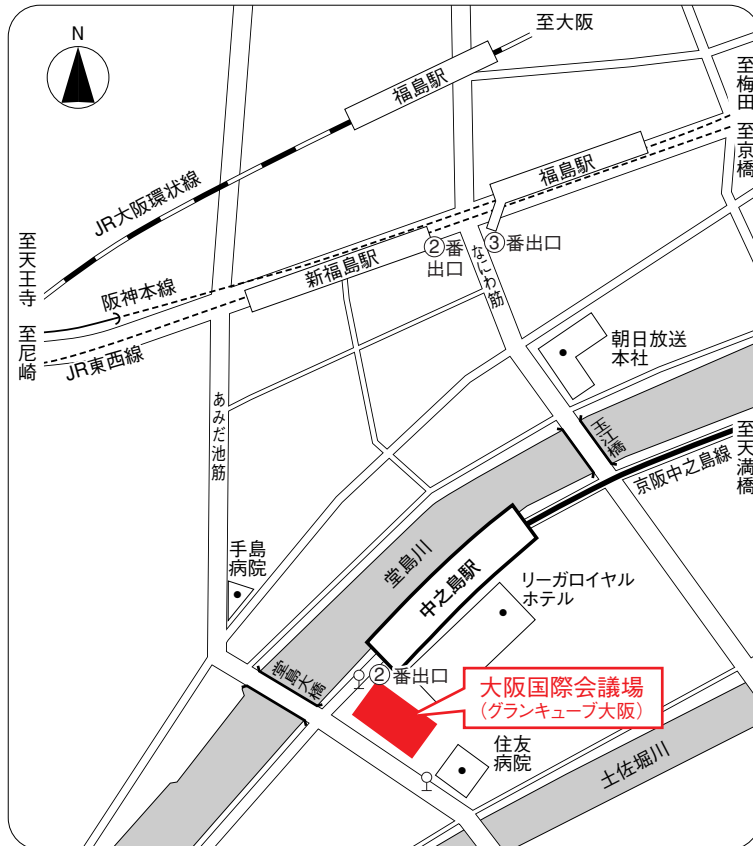 N
至大阪
福島駅
至梅田
至京橋
JR大阪環状線
福島駅
至天王寺
②番
出口
③番出口
なにわ筋
新福島駅
阪神本線
至尼崎
JR東西線
朝日放送
本社
あみだ池筋
玉江橋
至天満橋
京阪中之島線
手島
病院
堂島川
中之島駅
リーガロイヤル
ホテル
堂島大橋
②番出口
大阪国際会議場
(グランキューブ大阪)
住友
病院
土佐堀川